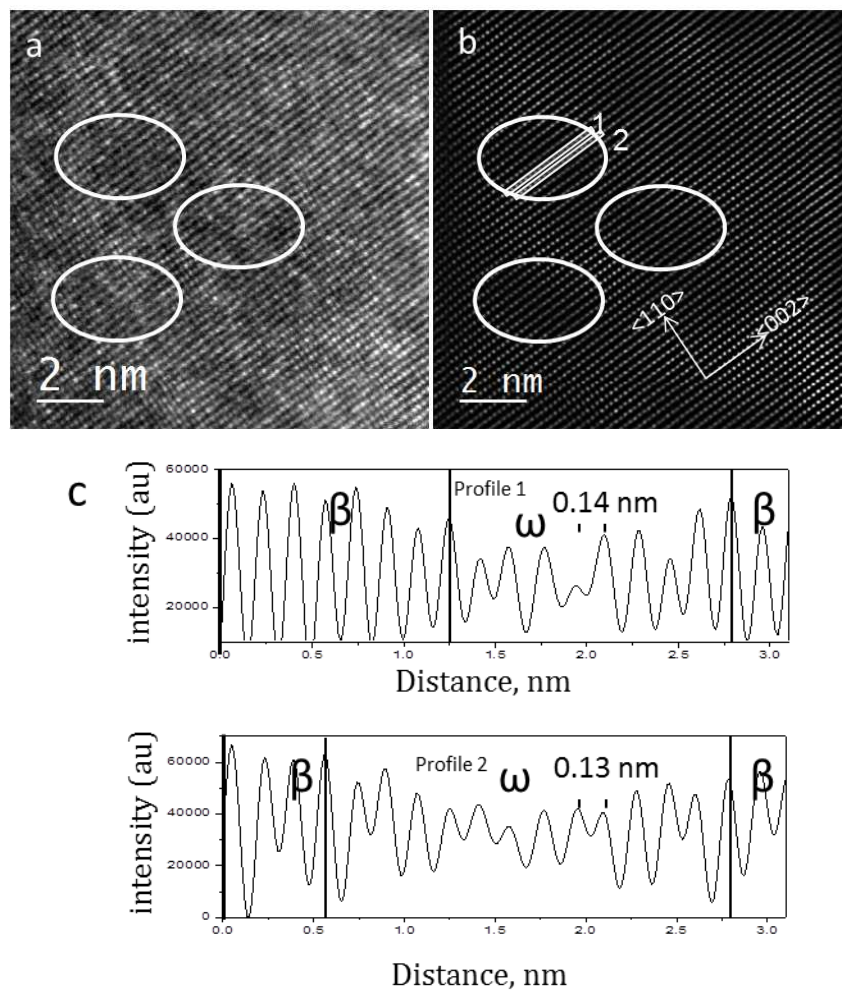 a
2 nm
b
1
2
<110>
<002>
2 nm
c
intensity (au)
60000
40000
20000
β
Profile 1
ω
0.14 nm
β
0.0
0.5
1.0
1.5
2.0
2.5
3.0
Distance, nm
intensity (au)
60000
40000
20000
0
β
Profile 2
ω
0.13 nm
β
0.0
0.5
1.0
1.5
2.0
2.5
3.0
Distance, nm